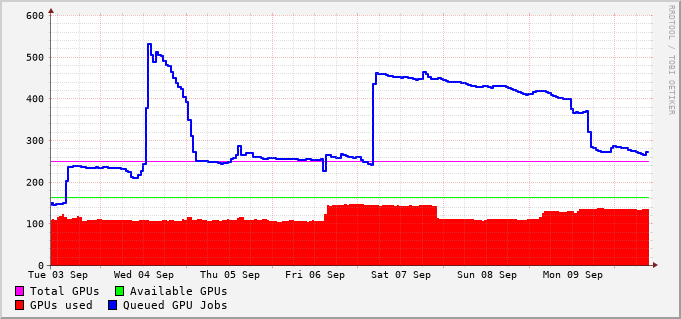 600
500
400
300
200
100
0
Tue 03 Sep Wed 04 Sep Thu 05 Sep Fri 06 Sep Sat 07 Sep Sun 08 Sep Mon 09 Sep
Total GPUs Available GPUs
GPUs used Queued GPU Jobs
RRDTOOL / TOBI OETIKER